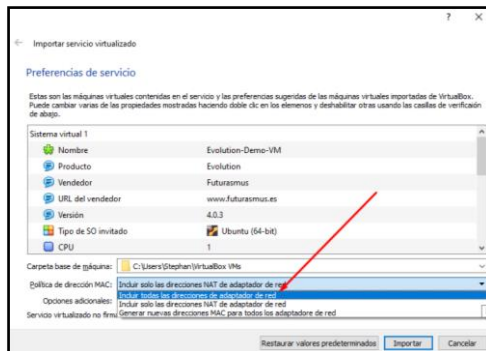 ? ×
Importar servicio virtualizado
Preferencias de servicio
Estas son las máquinas virtuales contenidas en el servicio y las preferencias sugeridas de las máquinas virtuales importadas de VirtualBox.
Puede cambiar varias de las propiedades mostradas haciendo doble clic en los elemenos y deshabilitar otras usando las casillas de verificaión
de abajo.
Sistema virtual 1
Nombre Evolution-Demo-VM
Producto Evolution
Vendedor Futurasmus
URL del vendedor www.futurasmus.es
Versión 4.0.3
Tipo de SO invitado Ubuntu (64-bit)
CPU 1
Carpeta base de máquina: C:\Users\Stephan\VirtualBox VMs
Política de dirección MAC: Incluir solo las direcciones NAT de adaptador de red
Incluir todas las direcciones de adaptador de red
Opciones adicionales: Incluir solo las direcciones NAT de adaptador de red
Servicio virtualizado no firm Generar nuevas direcciones MAC para todos los adaptadore de red
Restaurar valores predeterminados Importar Cancelar